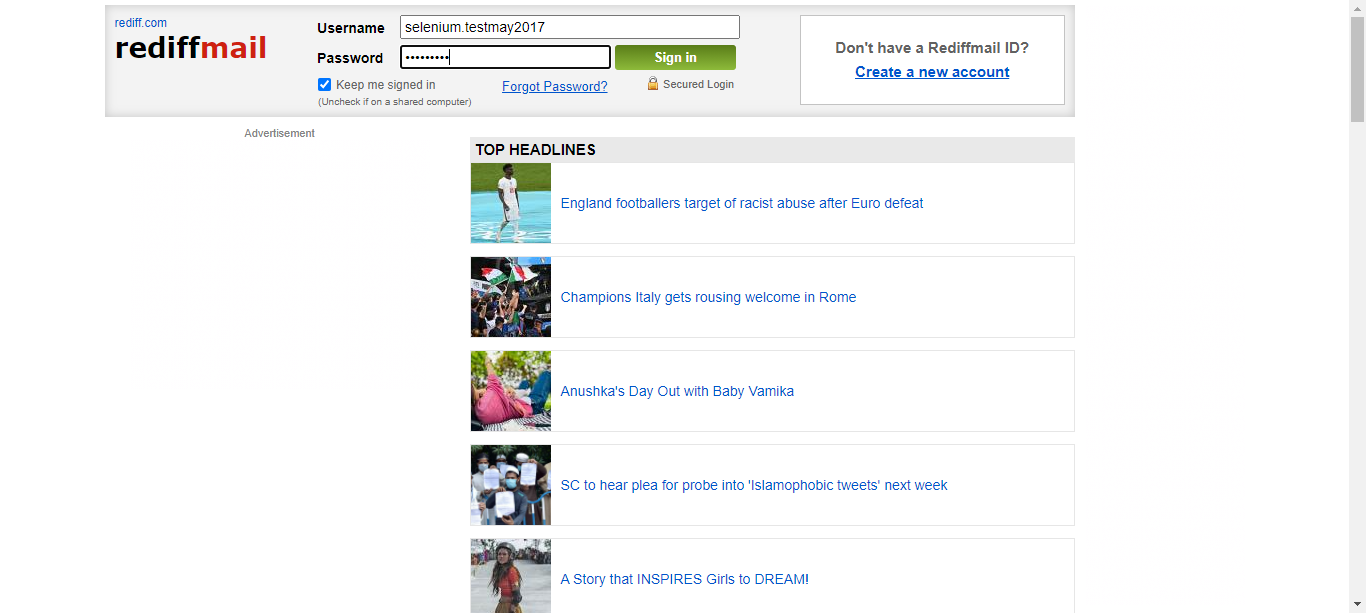 rediff.com
rediffmail
Username
selenium.testmay2017
Password
•••••••••
Sign in
Keep me signed in
(Uncheck if on a shared computer)
Forgot Password?
Secured Login
Don't have a Rediffmail ID?
Create a new account
Advertisement
TOP HEADLINES
England footballers target of racist abuse after Euro defeat
Champions Italy gets rousing welcome in Rome
Anushka's Day Out with Baby Vamika
SC to hear plea for probe into 'Islamophobic tweets' next week
A Story that INSPIRES Girls to DREAM!